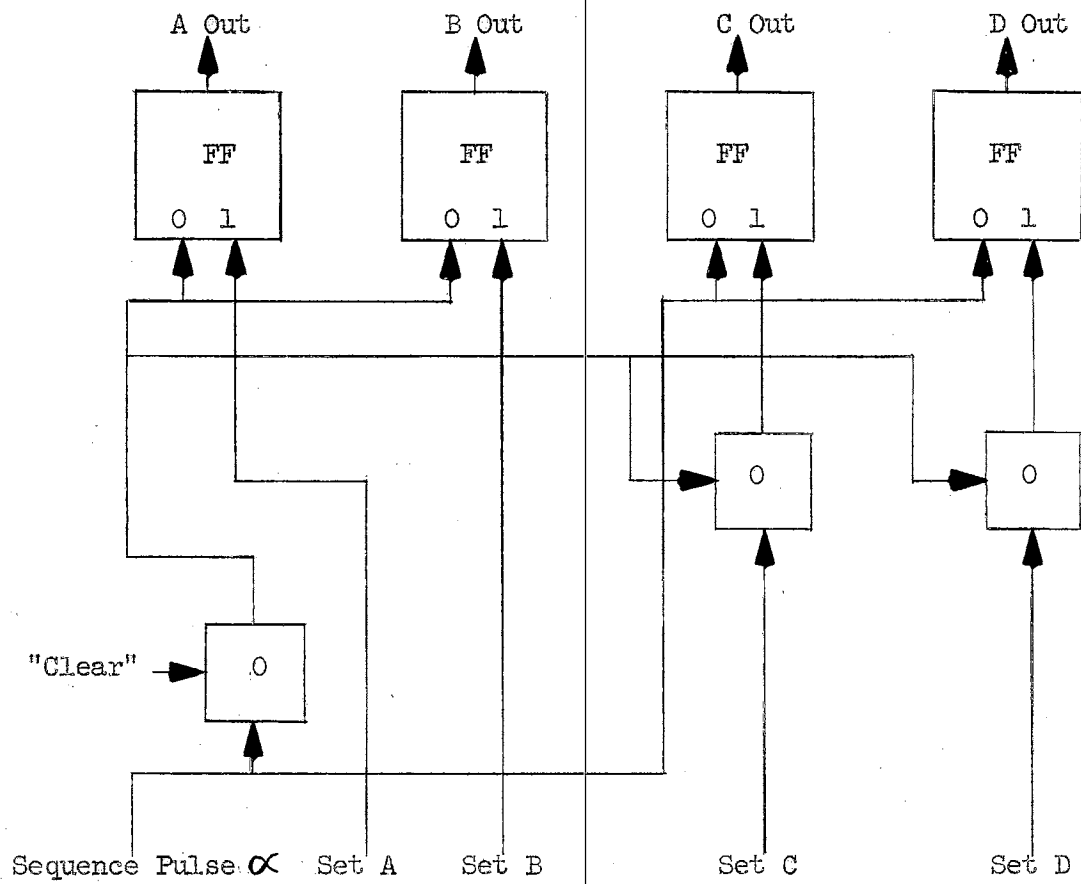 A Out B Out C Out D Out
FF FF FF FF
0 1 0 1 0 1 0 1
0 0
"Clear" 0
Sequence Pulse ∝ Set A Set B Set C Set D